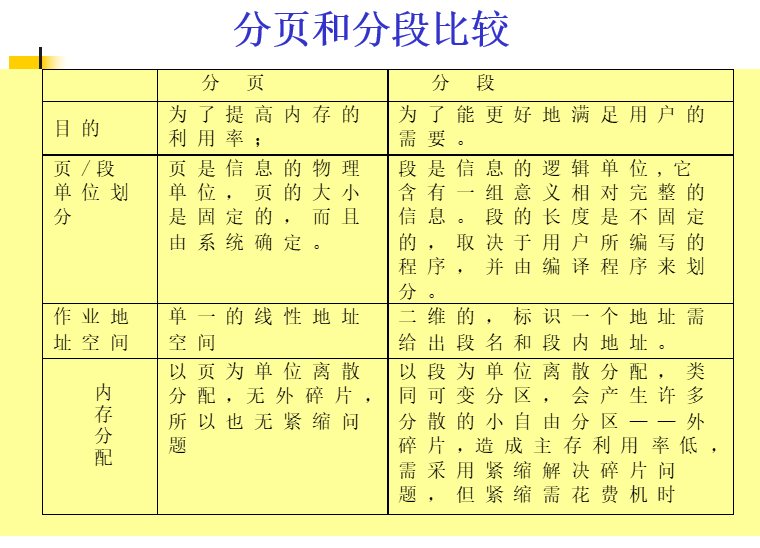 分页和分段比较
分 页
分 段
目的
为了提高内存的
利用率；
为了能更好地满足用户的
需要。
页/段
单位划
分
页是信息的物理
单位，页的大小
是固定的，而且
由系统确定。
段是信息的逻辑单位,它
含有一组意义相对完整的
信息。段的长度是不固定
的，取决于用户所编写的
程序，并由编译程序来划
分。
作业地
址空间
单一的线性地址
空间
二维的，标识一个地址需
给出段名和段内地址。
内
存
分
配
以页为单位离散
分配,无外碎片，
所以也无紧缩问
题
以段为单位离散分配，类
同可变分区，会产生许多
分散的小自由分区——外
碎片,造成主存利用率低，
需采用紧缩解决碎片问
题，但紧缩需花费机时